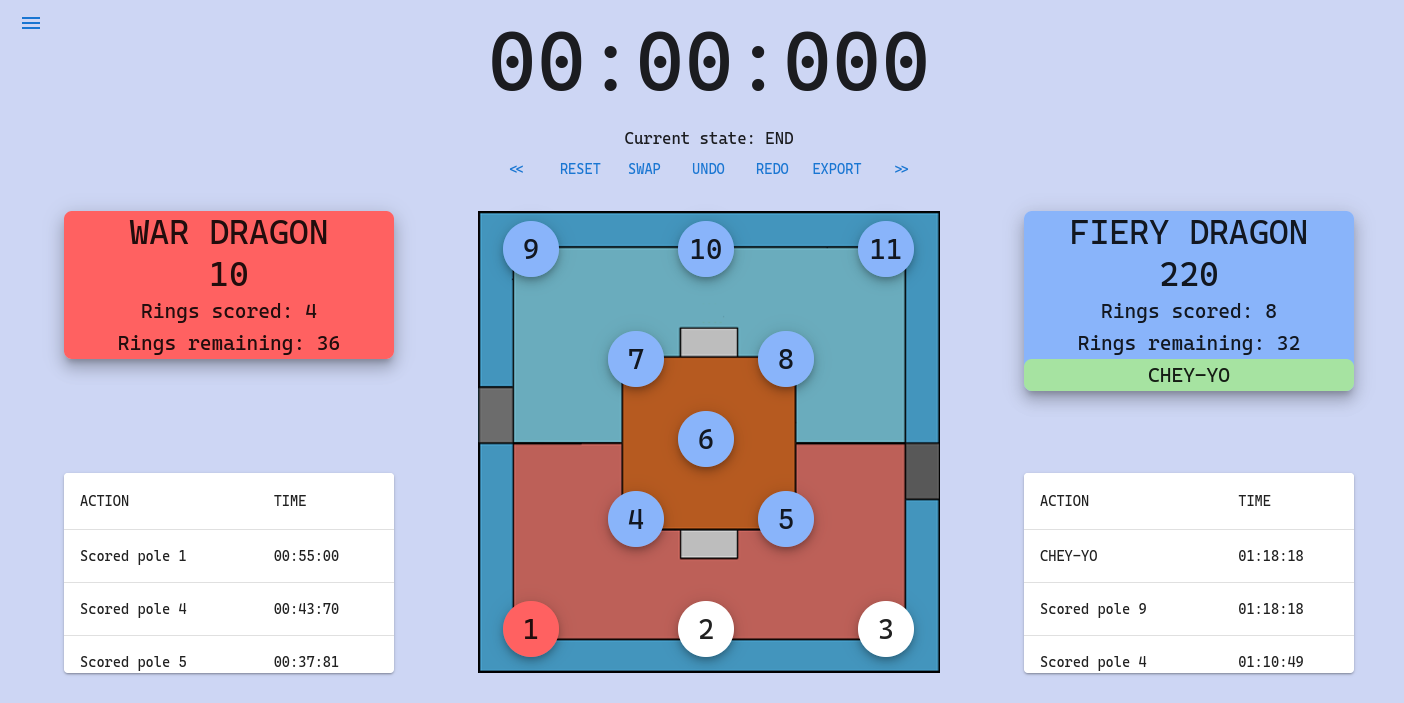 00:00:000
Current state: END
<< RESET SWAP UNDO REDO EXPORT >>
WAR DRAGON
10
Rings scored: 4
Rings remaining: 36
FIERY DRAGON
220
Rings scored: 8
Rings remaining: 32
CHEY-YO
9 10 11
7 8
6
4 5
1 2 3
ACTION TIME
Scored pole 1 00:55:00
Scored pole 4 00:43:70
Scored pole 5 00:37:81
ACTION TIME
CHEY-YO 01:18:18
Scored pole 9 01:18:18
Scored pole 4 01:10:49